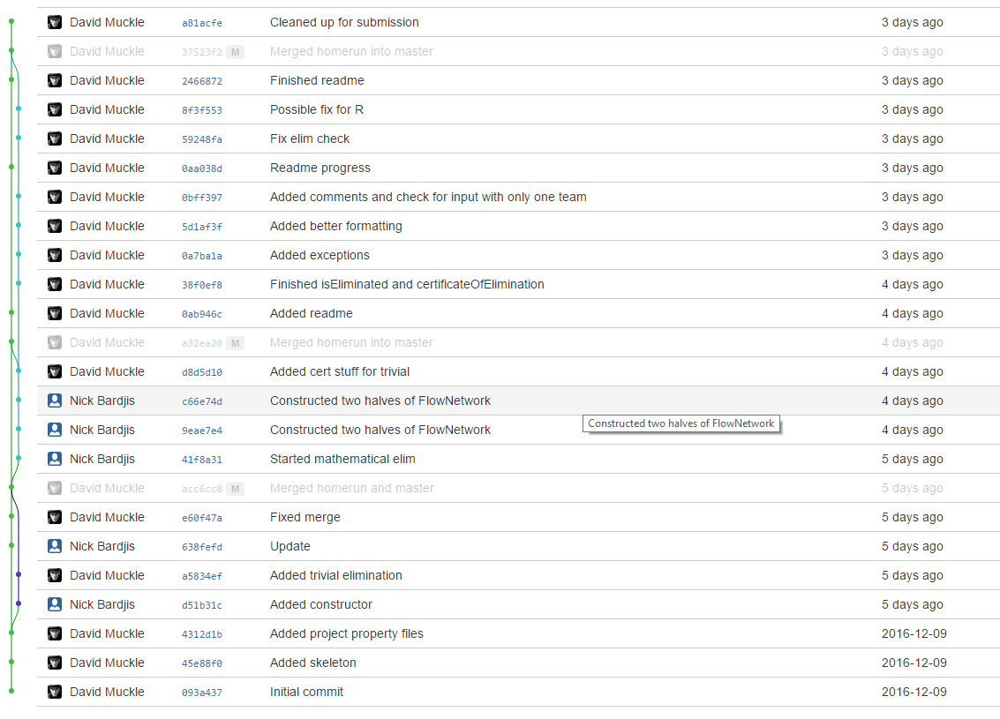 David Muckle a81acfe Cleaned up for submission 3 days ago
David Muckle 37523f2 M Merged homerun into master 3 days ago
David Muckle 2466872 Finished readme 3 days ago
David Muckle 8f3f553 Possible fix for R 3 days ago
David Muckle 59248fa Fix elim check 3 days ago
David Muckle 0aa038d Readme progress 3 days ago
David Muckle 0bff397 Added comments and check for input with only one team 3 days ago
David Muckle 5d1af3f Added better formatting 3 days ago
David Muckle 0a7ba1a Added exceptions 3 days ago
David Muckle 38f0ef8 Finished isEliminated and certificateOfElimination 4 days ago
David Muckle 0ab946c Added readme 4 days ago
David Muckle a32ea20 M Merged homerun into master 4 days ago
David Muckle d8d5d10 Added cert stuff for trivial 4 days ago
Nick Bardjis c66e74d Constructed two halves of FlowNetwork 4 days ago
Constructed two halves of FlowNetwork
Nick Bardjis 9eae7e4 Constructed two halves of FlowNetwork 4 days ago
Nick Bardjis 41f8a31 Started mathematical elim 5 days ago
David Muckle acc6cc8 M Merged homerun and master 5 days ago
David Muckle e60f47a Fixed merge 5 days ago
Nick Bardjis 638fefd Update 5 days ago
David Muckle a5834ef Added trivial elimination 5 days ago
Nick Bardjis d51b31c Added constructor 5 days ago
David Muckle 4312d1b Added project property files 2016-12-09
David Muckle 45e88f0 Added skeleton 2016-12-09
David Muckle 093a437 Initial commit 2016-12-09